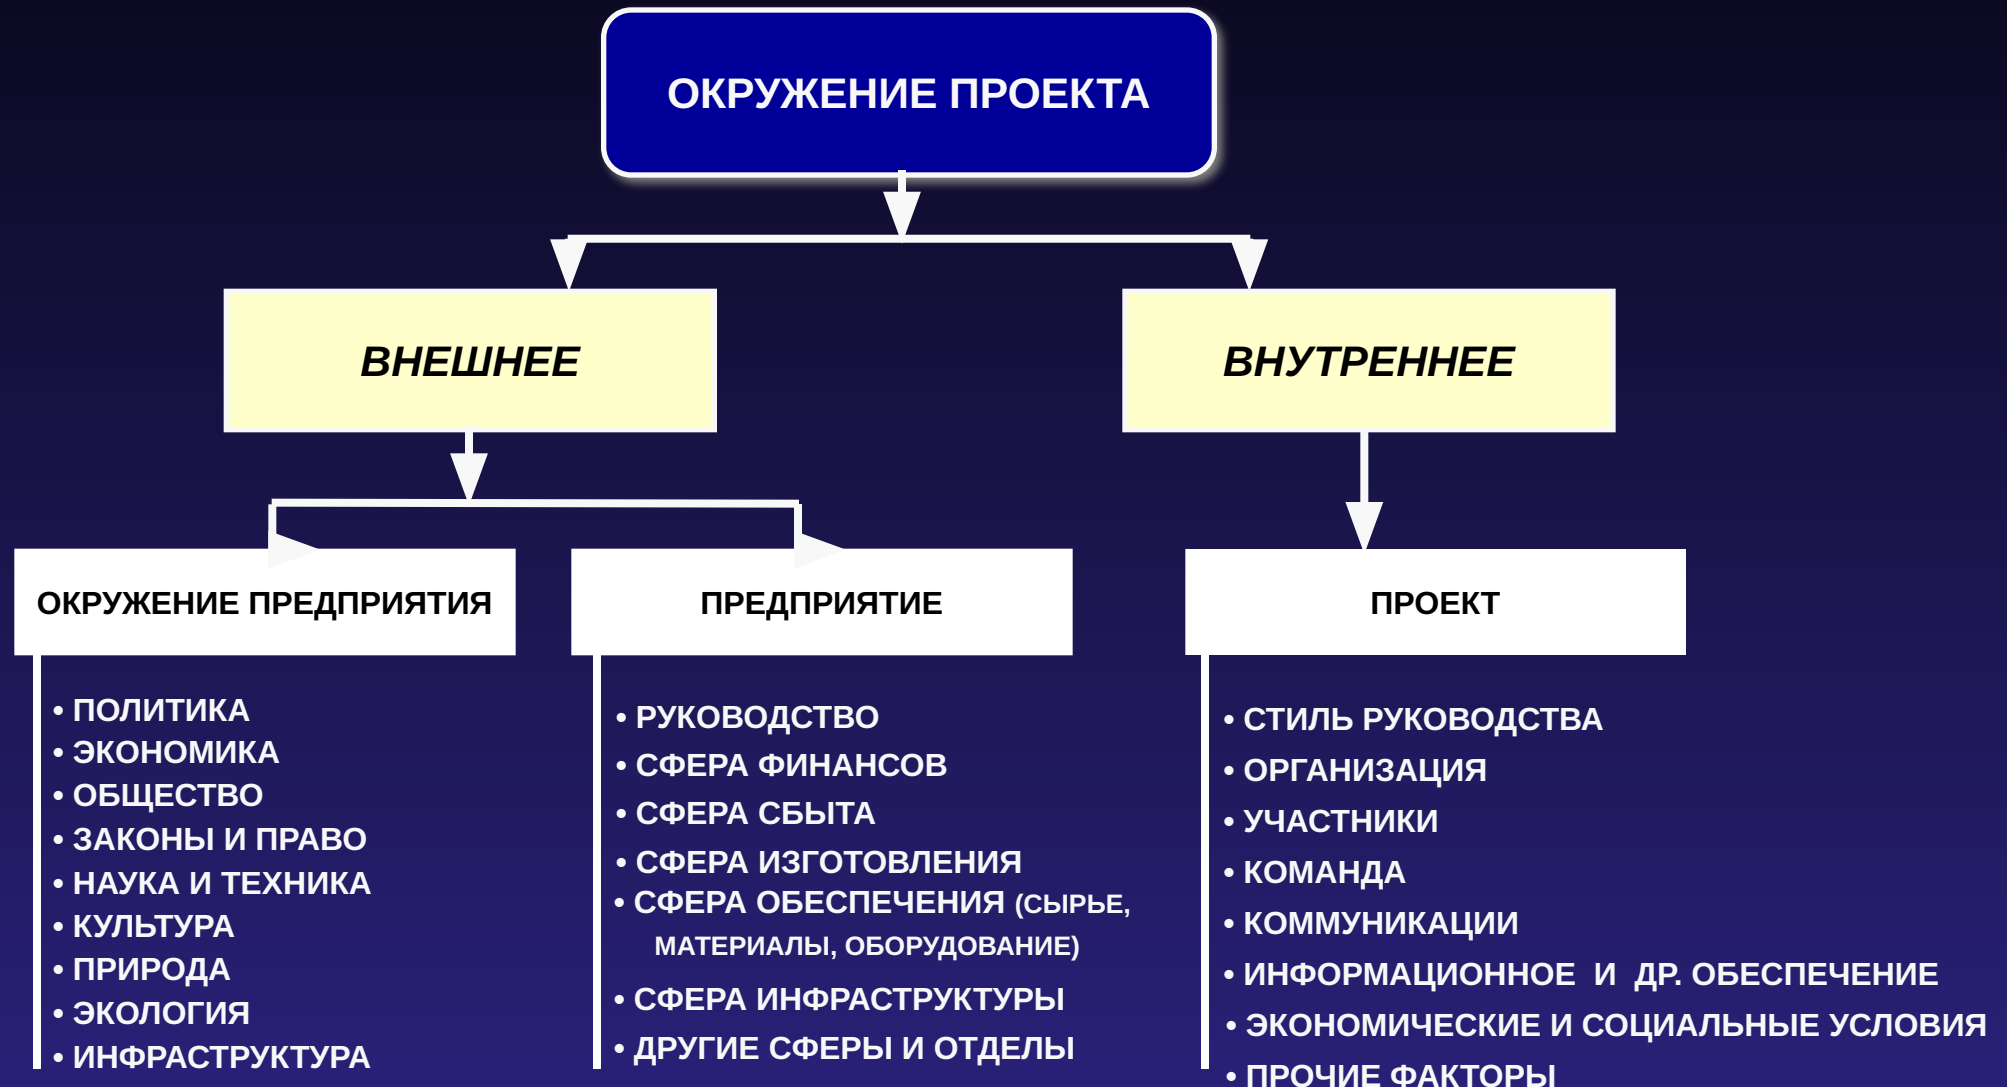 ОКРУЖЕНИЕ ПРОЕКТА
ВНЕШНЕЕ
ВНУТРЕННЕЕ
ОКРУЖЕНИЕ ПРЕДПРИЯТИЯ
• ПОЛИТИКА
• ЭКОНОМИКА
• ОБЩЕСТВО
• ЗАКОНЫ И ПРАВО
• НАУКА И ТЕХНИКА
• КУЛЬТУРА
• ПРИРОДА
• ЭКОЛОГИЯ
• ИНФРАСТРУКТУРА
ПРЕДПРИЯТИЕ
• РУКОВОДСТВО
• СФЕРА ФИНАНСОВ
• СФЕРА СБЫТА
• СФЕРА ИЗГОТОВЛЕНИЯ
• СФЕРА ОБЕСПЕЧЕНИЯ (СЫРЬЕ,
МАТЕРИАЛЫ, ОБОРУДОВАНИЕ)
• СФЕРА ИНФРАСТРУКТУРЫ
• ДРУГИЕ СФЕРЫ И ОТДЕЛЫ
ПРОЕКТ
• СТИЛЬ РУКОВОДСТВА
• ОРГАНИЗАЦИЯ
• УЧАСТНИКИ
• КОМАНДА
• КОММУНИКАЦИИ
• ИНФОРМАЦИОННОЕ И ДР. ОБЕСПЕЧЕНИЕ
• ЭКОНОМИЧЕСКИЕ И СОЦИАЛЬНЫЕ УСЛОВИЯ
• ПРОЧИЕ ФАКТОРЫ